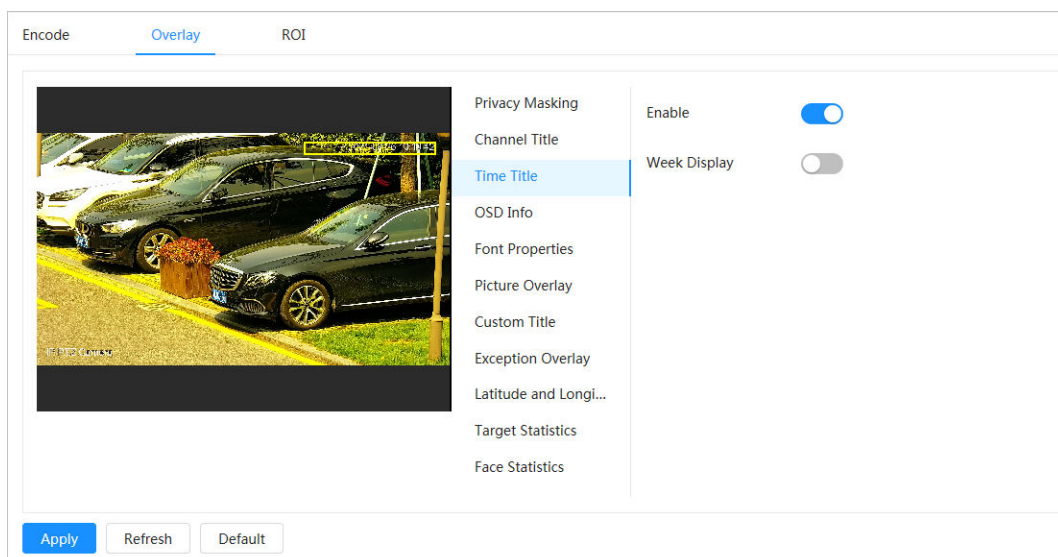 Encode Overlay ROI
Privacy Masking
Channel Title
Time Title
OSD Info
Font Properties
Picture Overlay
Custom Title
Exception Overlay
Latitude and Longi...
Target Statistics
Face Statistics
Enable
Week Display
Apply Refresh Default